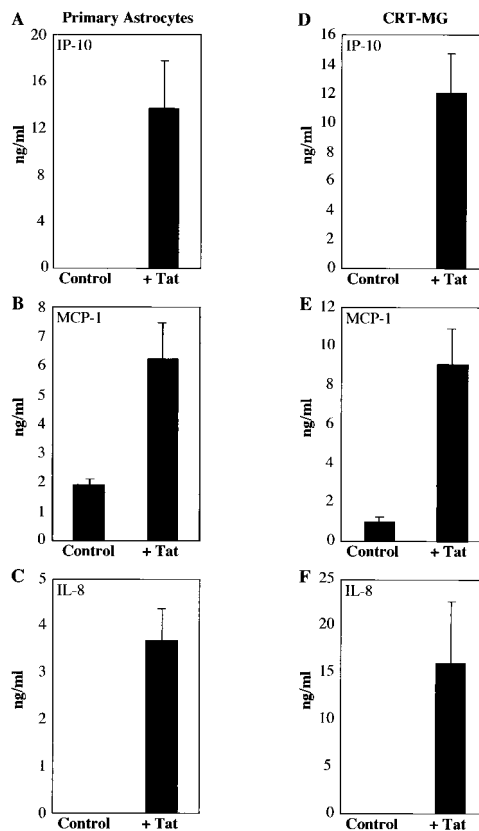 Primary Astrocytes
A
IP-10
20
16
12
8
4
0
ng/ml
Control + Tat
B
MCP-1
8
7
6
5
4
3
2
1
0
ng/ml
Control + Tat
C
IL-8
5
4
3
2
1
0
ng/ml
Control + Tat
CRT-MG
D
IP-10
16
14
12
10
8
6
4
2
0
ng/ml
Control + Tat
E
MCP-1
12
10
8
6
4
2
0
ng/ml
Control + Tat
F
IL-8
25
20
15
10
5
0
ng/ml
Control + Tat